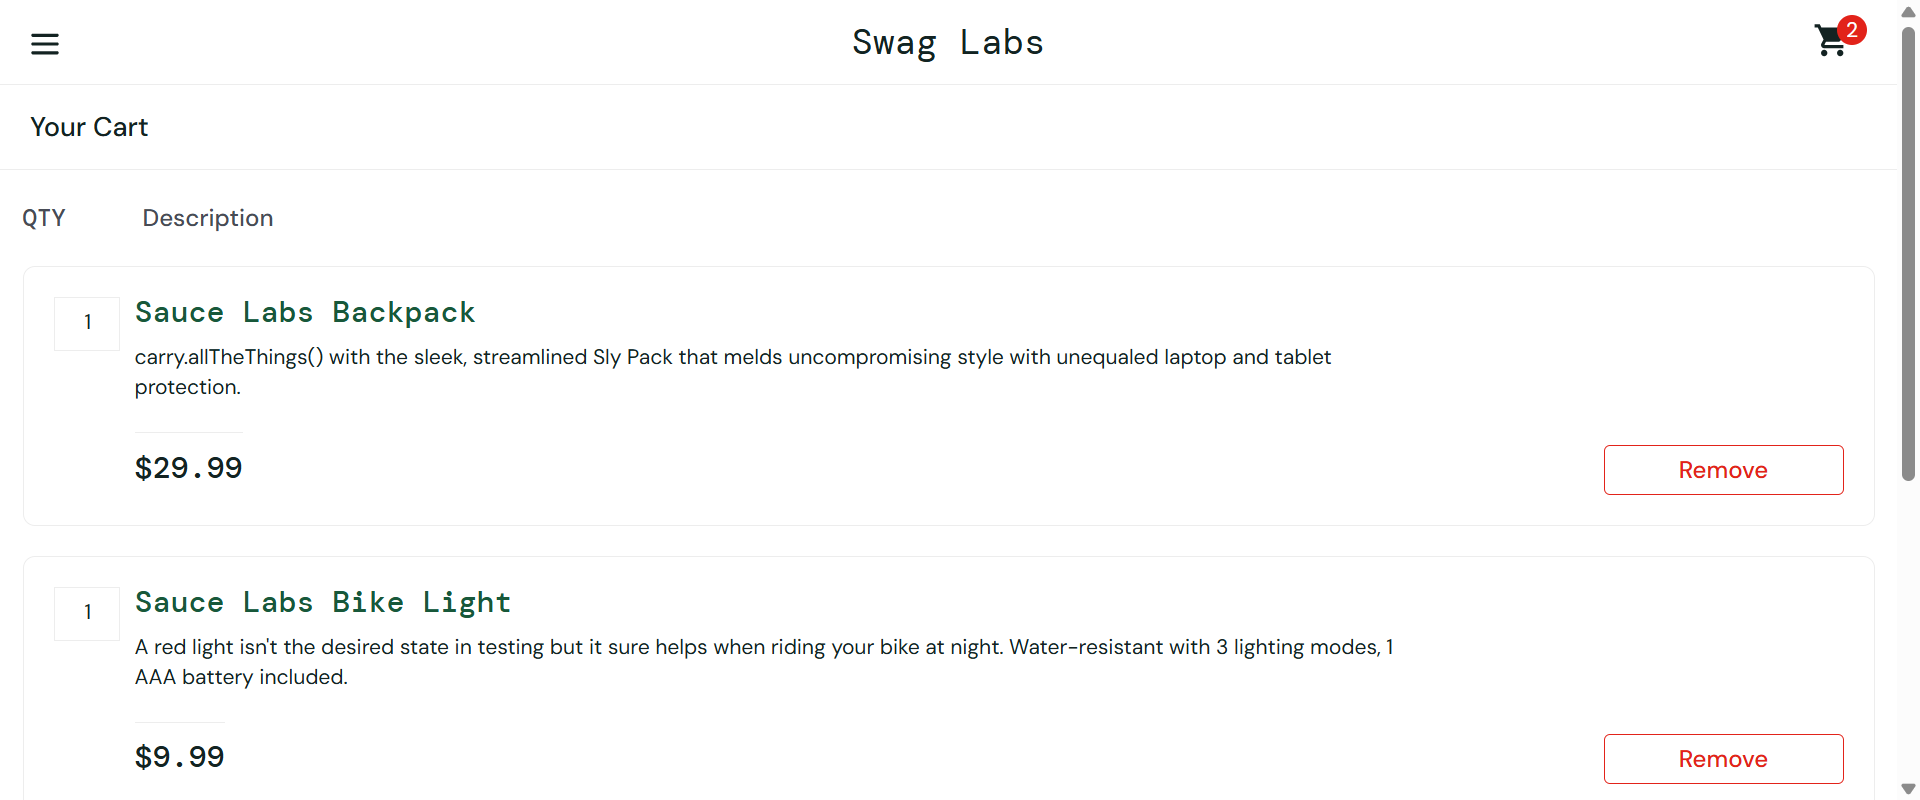 Swag Labs
2
Your Cart
QTY Description
1
Sauce Labs Backpack
carry.allTheThings() with the sleek, streamlined Sly Pack that melds uncompromising style with unequaled laptop and tablet
protection.
$29.99
Remove
1
Sauce Labs Bike Light
A red light isn't the desired state in testing but it sure helps when riding your bike at night. Water-resistant with 3 lighting modes, 1
AAA battery included.
$9.99
Remove